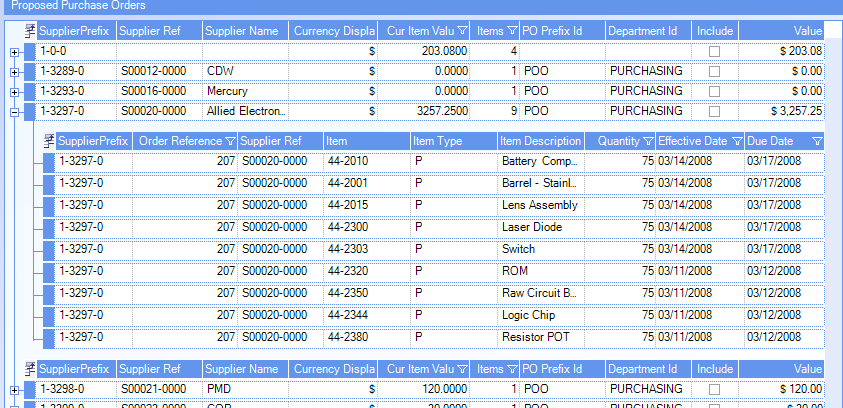 Proposed Purchase Orders
SupplierPrefix Supplier Ref Supplier Name Currency Displa Cur Item Valu Items PO Prefix Id Department Id Include Value
1-0-0 $ 203.0800 4 $ 203.08
1-3289-0 S00012-0000 CDW $ 0.0000 1 POO PURCHASING $ 0.00
1-3293-0 S00016-0000 Mercury $ 0.0000 1 POO PURCHASING $ 0.00
1-3297-0 S00020-0000 Allied Electron... $ 3257.2500 9 POO PURCHASING $ 3,257.25
SupplierPrefix Order Reference Supplier Ref Item Item Type Item Description Quantity Effective Date Due Date
1-3297-0 207 S00020-0000 44-2010 P Battery Comp... 75 03/14/2008 03/17/2008
1-3297-0 207 S00020-0000 44-2001 P Barrel - Stainl... 75 03/14/2008 03/17/2008
1-3297-0 207 S00020-0000 44-2015 P Lens Assembly 75 03/14/2008 03/17/2008
1-3297-0 207 S00020-0000 44-2300 P Laser Diode 75 03/14/2008 03/17/2008
1-3297-0 207 S00020-0000 44-2303 P Switch 75 03/14/2008 03/17/2008
1-3297-0 207 S00020-0000 44-2320 P ROM 75 03/11/2008 03/12/2008
1-3297-0 207 S00020-0000 44-2350 P Raw Circuit B... 75 03/11/2008 03/12/2008
1-3297-0 207 S00020-0000 44-2344 P Logic Chip 75 03/11/2008 03/12/2008
1-3297-0 207 S00020-0000 44-2380 P Resistor POT 75 03/11/2008 03/12/2008
SupplierPrefix Supplier Ref Supplier Name Currency Displa Cur Item Valu Items PO Prefix Id Department Id Include Value
1-3298-0 S00021-0000 PMD $ 120.0000 1 POO PURCHASING $ 120.00